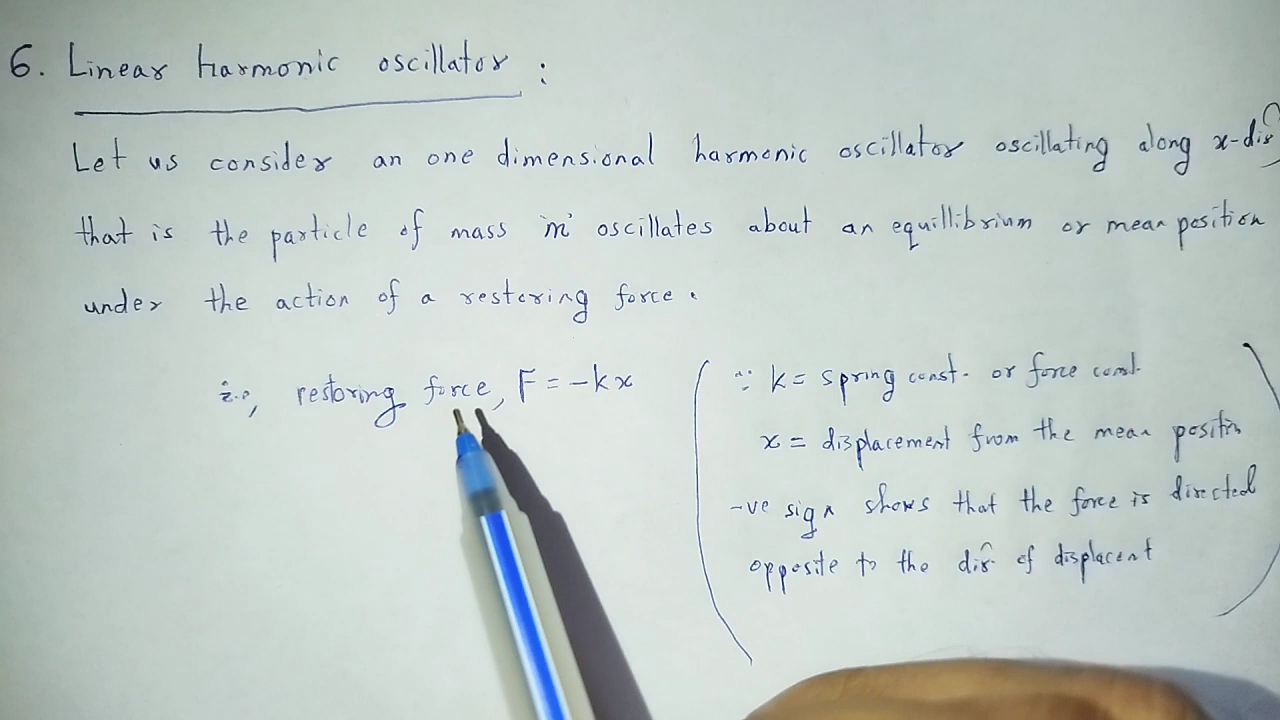 6. Linear harmonic oscillator :
Let us consider an one dimensional harmonic oscillator oscillating along x-dir
that is the particle of mass 'm' oscillates about an equillibrium or mean position
under the action of a restoring force.
i.e., restoring force, F = -kx
∵ k = spring const. or force const.
x = displacement from the mean position
-ve sign shows that the force is directed
opposite to the dirⁿ of displacent